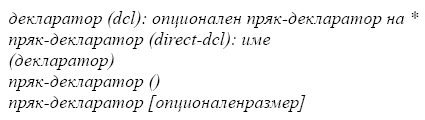 декларатор (dcl): опционален пряк-декларатор на *
пряк-декларатор (direct-dcl): име
(декларатор)
пряк-декларатор ()
пряк-декларатор [опционаленразмер]